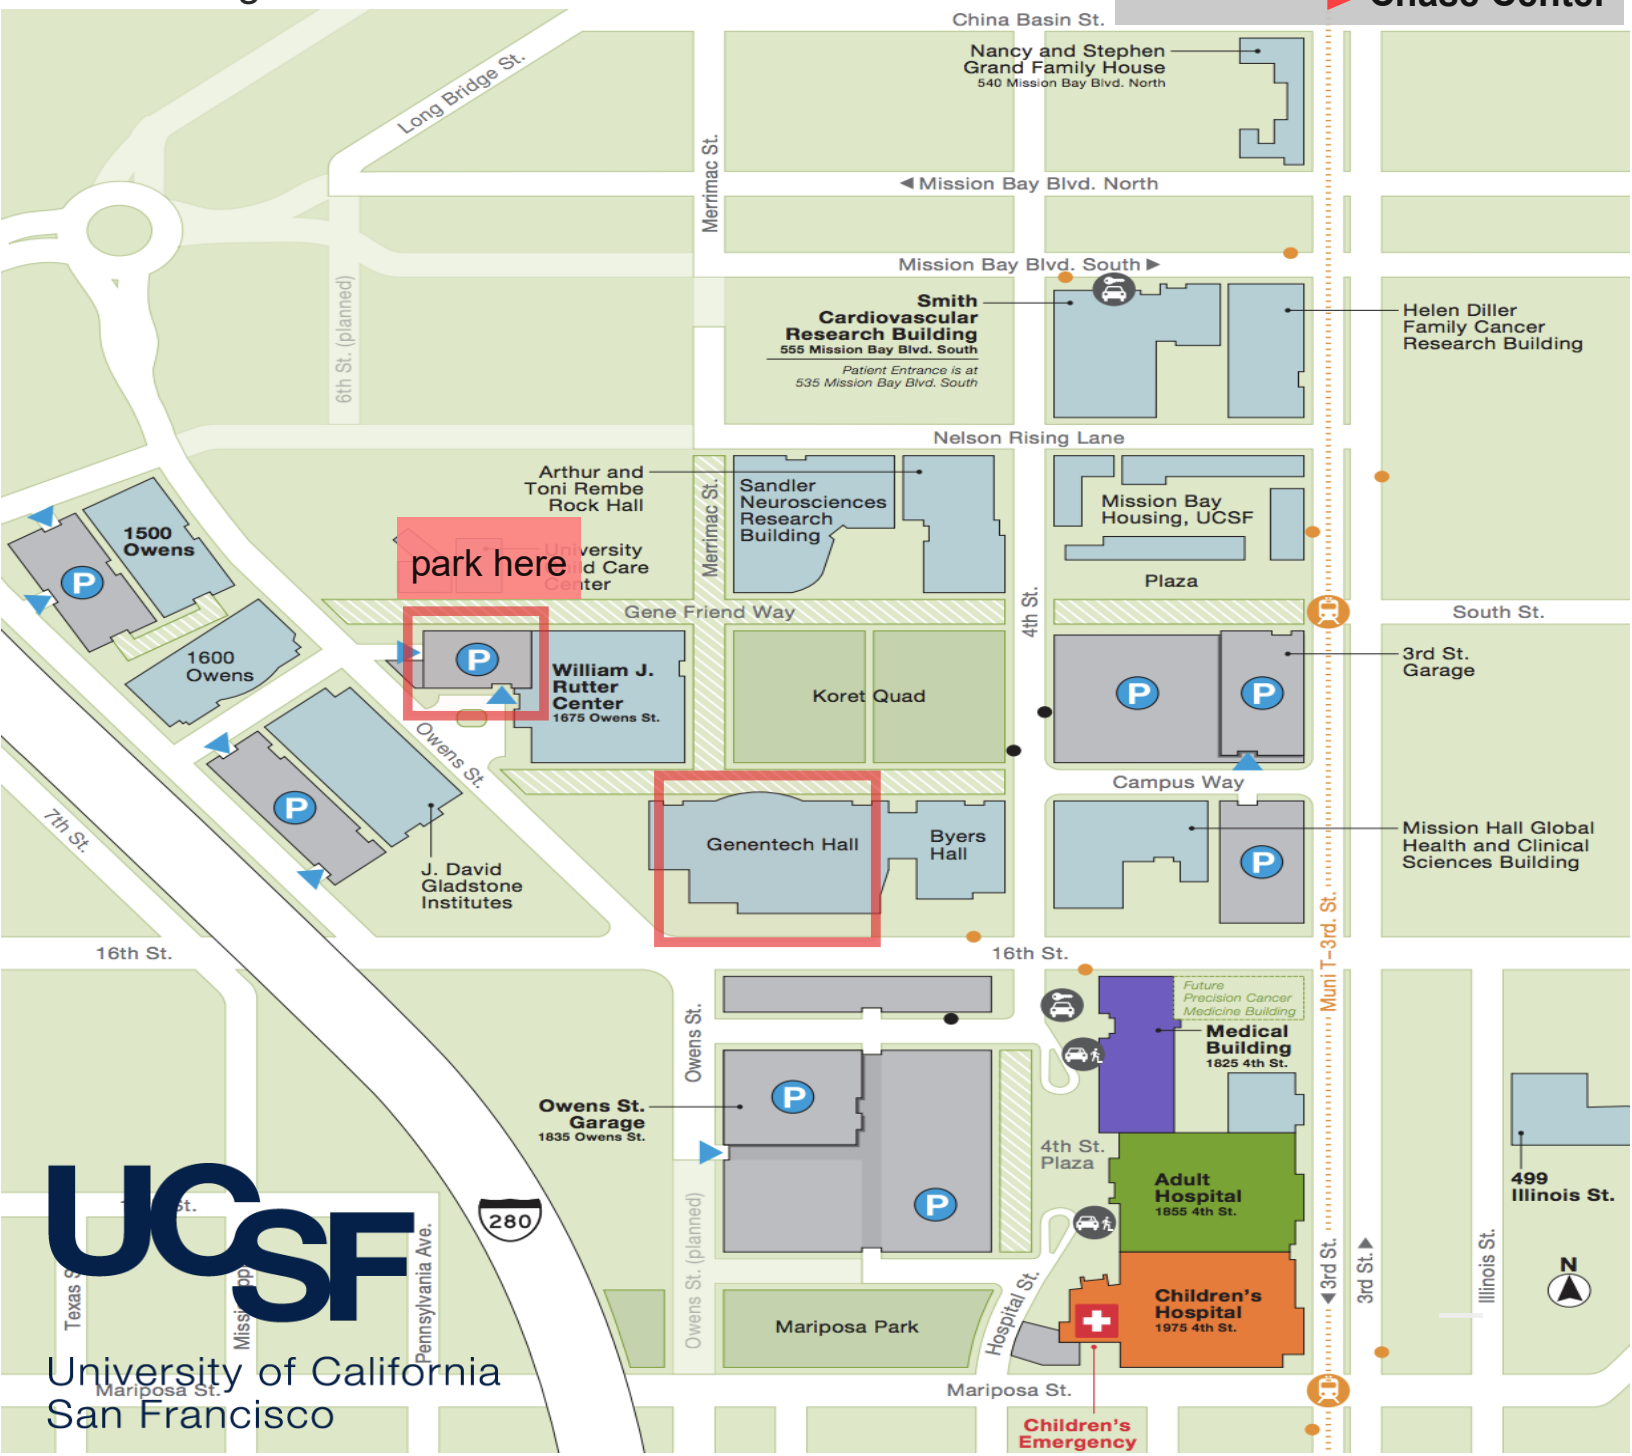 Chase Center
China Basin St.
Nancy and Stephen
Grand Family House
540 Mission Bay Blvd. North
Long Bridge St.
Merrimac St.
Mission Bay Blvd. North
Mission Bay Blvd. South
6th St. (planned)
Smith
Cardiovascular
Research Building
555 Mission Bay Blvd. South
Patient Entrance is at
535 Mission Bay Blvd. South
Helen Diller
Family Cancer
Research Building
Nelson Rising Lane
Arthur and
Toni Rembe
Rock Hall
Merrimac St.
Sandler
Neurosciences
Research
Building
Mission Bay
Housing, UCSF
Plaza
1500
Owens
P
University
Child Care
Center
park here
Gene Friend Way
4th St.
South St.
1600
Owens
P
William J.
Rutter
Center
1675 Owens St.
Koret Quad
P
P
3rd St.
Garage
Owens St.
Campus Way
7th St.
P
J. David
Gladstone
Institutes
Genentech Hall
Byers
Hall
P
Mission Hall Global
Health and Clinical
Sciences Building
Muni T-3rd. St.
16th St.
16th St.
Future
Precision Cancer
Medicine Building
Medical
Building
1825 4th St.
Owens St.
P
Owens St.
Garage
1835 Owens St.
4th St.
Plaza
P
Adult
Hospital
1855 4th St.
499
Illinois St.
280
UCSF
St.
Texas S
Mississipp
Pennsylvania Ave.
Owens St. (planned)
Hospital St.
3rd St.
3rd St.
Illinois St.
N
Mariposa Park
Children's
Hospital
1975 4th St.
University of California
San Francisco
Mariposa St.
Mariposa St.
Children's
Emergency